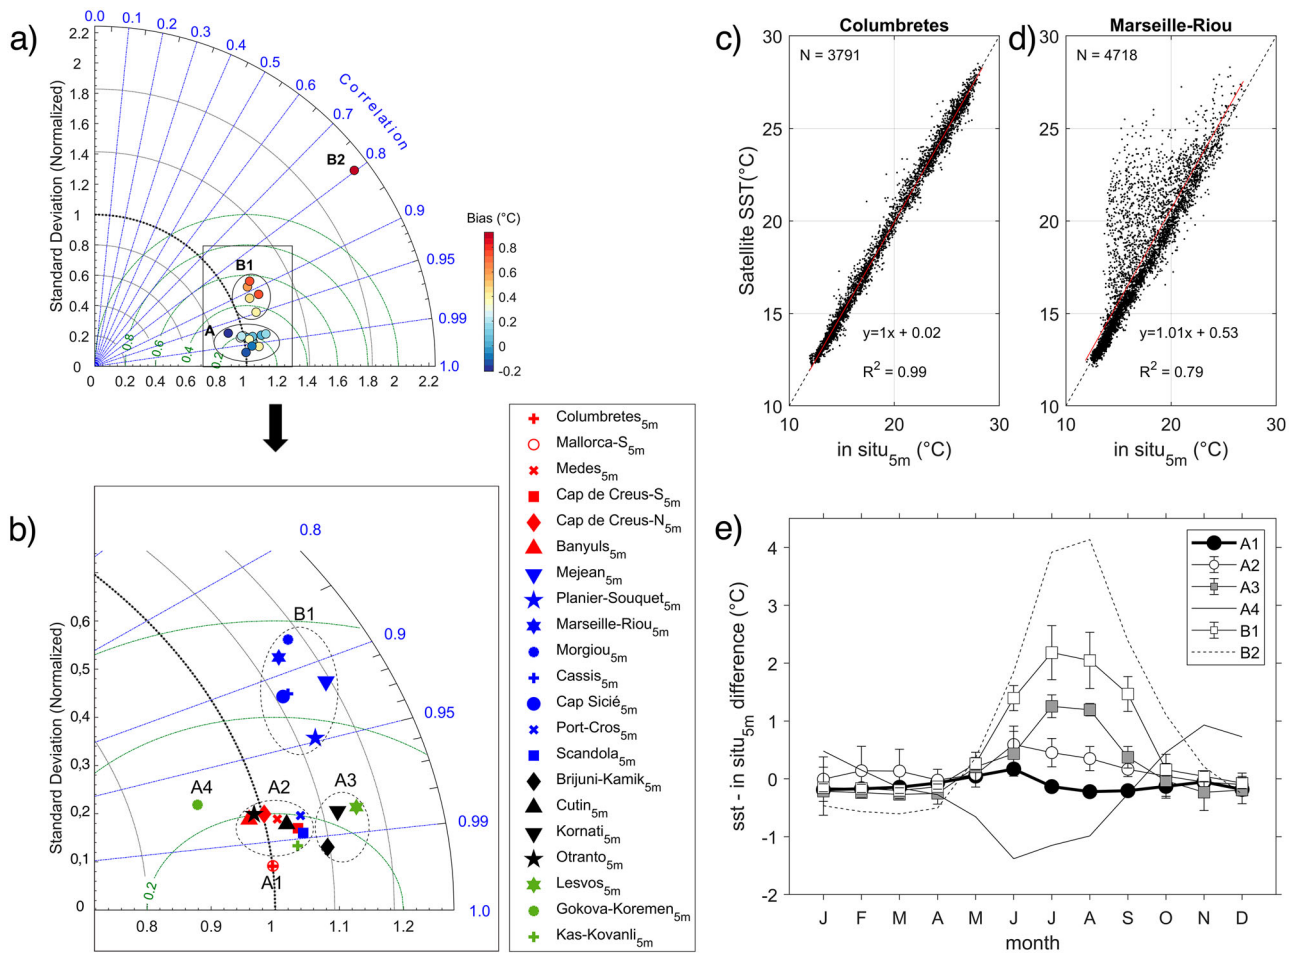 a)
0.0
0.1
0.2
0.3
0.4
0.5
0.6
0.7
0.8
0.9
0.95
0.99
1.0
Correlation
Standard Deviation (Normalized)
2.2
2
1.8
1.6
1.4
1.2
1
0.8
0.6
0.4
0.2
0
0
0.2
0.4
0.6
0.8
1.0
1.2
1.4
1.6
1.8
2.0
2.2
0.8
0.6
0.4
0.2
B2
B1
A
Bias (°C)
0.8
0.6
0.4
0.2
0
-0.2
b)
Standard Deviation (Normalized)
0,6
0,5
0,4
0,3
0,2
0,1
0
0.8
0.9
1
1.1
1.2
0.8
0.9
0.95
0.99
1.0
0.2
B1
A4
A2
A3
A1
Columbretes5m
Mallorca-S5m
Medes5m
Cap de Creus-S5m
Cap de Creus-N5m
Banyuls5m
Mejean5m
Planier-Souquet5m
Marseille-Riou5m
Morgiou5m
Cassis5m
Cap Sicié5m
Port-Cros5m
Scandola5m
Brijuni-Kamik5m
Cutin5m
Kornati5m
Otranto5m
Lesvos5m
Gokova-Koremen5m
Kas-Kovanli5m
c)
Columbretes
N = 3791
y=1x + 0.02
R2 = 0.99
Satellite SST(°C)
30
25
20
15
10
10
20
30
in situ5m (°C)
d)
Marseille-Riou
N = 4718
y=1.01x + 0.53
R2 = 0.79
30
25
20
15
10
10
20
30
in situ5m (°C)
e)
sst - in situ5m difference (°C)
4
3
2
1
0
-1
-2
J F M A M J J A S O N D
month
A1
A2
A3
A4
B1
B2